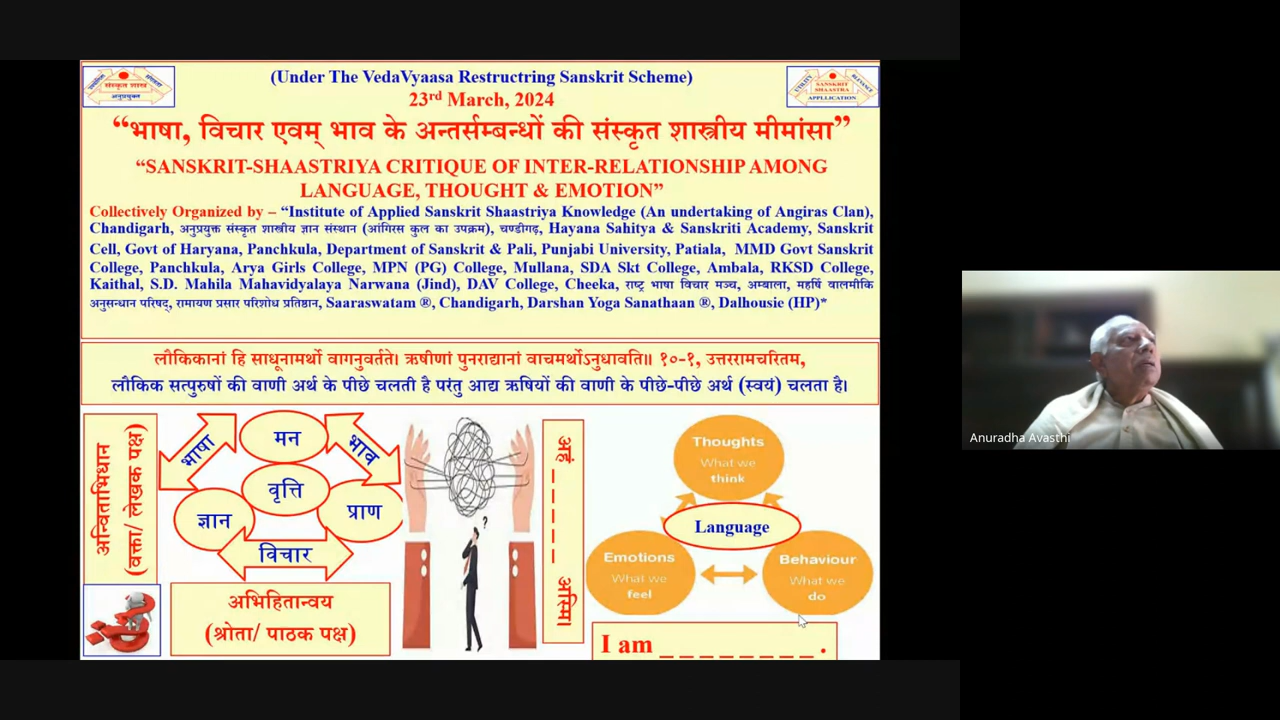 (Under The VedaVyaasa Restructring Sanskrit Scheme)
23rd March, 2024
संस्कृत शास्त्र
अनुप्रयुक्त
SANSKRIT
SHAASTRA
APPLLICATION
“भाषा, विचार एवम् भाव के अन्तर्सम्बन्धों की संस्कृत शास्त्रीय मीमांसा”
“SANSKRIT-SHAASTRIYA CRITIQUE OF INTER-RELATIONSHIP AMONG
LANGUAGE, THOUGHT & EMOTION”
Collectively Organized by – “Institute of Applied Sanskrit Shaastriya Knowledge (An undertaking of Angiras Clan),
Chandigarh, अनुप्रयुक्त संस्कृत शास्त्रीय ज्ञान संस्थान (आंगिरस कुल का उपक्रम), चण्डीगढ़, Hayana Sahitya & Sanskriti Academy, Sanskrit
Cell, Govt of Haryana, Panchkula, Department of Sanskrit & Pali, Punjabi University, Patiala, MMD Govt Sanskrit
College, Panchkula, Arya Girls College, MPN (PG) College, Mullana, SDA Skt College, Ambala, RKSD College,
Kaithal, S.D. Mahila Mahavidyalaya Narwana (Jind), DAV College, Cheeka, राष्ट्र भाषा विचार मञ्च, अम्बाला, महर्षि वालमीकि
अनुसन्धान परिषद्, रामायण प्रसार परिशोध प्रतिष्ठान, Saaraswatam ®, Chandigarh, Darshan Yoga Sanathaan ®, Dalhousie (HP)*
लौकिकानां हि साधूनामर्थो वागनुवर्तते। ऋषीणां पुनराद्यानां वाचमर्थोऽनुधावति॥ १०-१, उत्तररामचरितम,
लौकिक सत्पुरुषों की वाणी अर्थ के पीछे चलती है परंतु आद्य ऋषियों की वाणी के पीछे-पीछे अर्थ (स्वयं) चलता है।
अन्विताभिधान
(वक्ता/ लेखक पक्ष)
भाषा
मन
भाव
वृत्ति
ज्ञान
प्राण
विचार
अभिहितान्वय
(श्रोता/ पाठक पक्ष)
?
अहं _ _ _ _ _ अस्मि।
Thoughts
What we
think
Language
Emotions
What we
feel
Behaviour
What we
do
I am _ _ _ _ _ _ _ _ .
Anuradha Avasthi